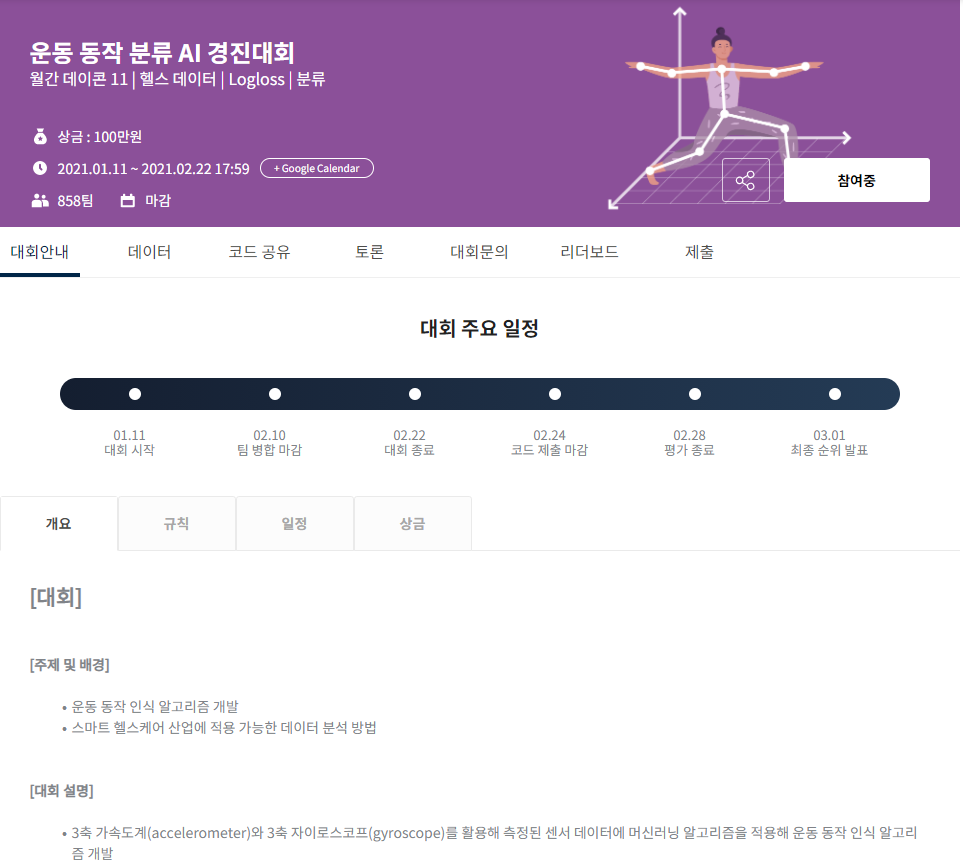 운동 동작 분류 AI 경진대회
월간 데이콘 11 | 헬스 데이터 | Logloss | 분류
상금 : 100만원
2021.01.11 ~ 2021.02.22 17:59 + Google Calendar
858팀 마감
참여중
대회안내 데이터 코드 공유 토론 대회문의 리더보드 제출
대회 주요 일정
01.11 02.10 02.22 02.24 02.28 03.01
대회 시작 팀 병합 마감 대회 종료 코드 제출 마감 평가 종료 최종 순위 발표
개요 규칙 일정 상금
[대회]
[주제 및 배경]
• 운동 동작 인식 알고리즘 개발
• 스마트 헬스케어 산업에 적용 가능한 데이터 분석 방법
[대회 설명]
• 3축 가속도계(accelerometer)와 3축 자이로스코프(gyroscope)를 활용해 측정된 센서 데이터에 머신러닝 알고리즘을 적용해 운동 동작 인식 알고리
즘 개발